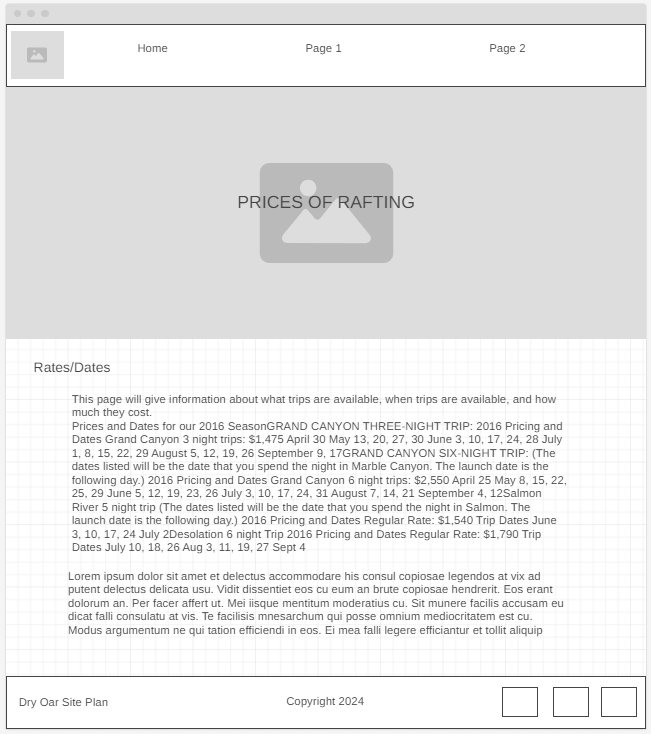 Home Page 1 Page 2
PRICES OF RAFTING
Rates/Dates
This page will give information about what trips are available, when trips are available, and how
much they cost.
Prices and Dates for our 2016 SeasonGRAND CANYON THREE-NIGHT TRIP: 2016 Pricing and
Dates Grand Canyon 3 night trips: $1,475 April 30 May 13, 20, 27, 30 June 3, 10, 17, 24, 28 July
1, 8, 15, 22, 29 August 5, 12, 19, 26 September 9, 17GRAND CANYON SIX-NIGHT TRIP: (The
dates listed will be the date that you spend the night in Marble Canyon. The launch date is the
following day.) 2016 Pricing and Dates Grand Canyon 6 night trips: $2,550 April 25 May 8, 15, 22,
25, 29 June 5, 12, 19, 23, 26 July 3, 10, 17, 24, 31 August 7, 14, 21 September 4, 12Salmon
River 5 night trip (The dates listed will be the date that you spend the night in Salmon. The
launch date is the following day.) 2016 Pricing and Dates Regular Rate: $1,540 Trip Dates June
3, 10, 17, 24 July 2Desolation 6 night Trip 2016 Pricing and Dates Regular Rate: $1,790 Trip
Dates July 10, 18, 26 Aug 3, 11, 19, 27 Sept 4
Lorem ipsum dolor sit amet et delectus accommodare his consul copiosae legendos at vix ad
putent delectus delicata usu. Vidit dissentiet eos cu eum an brute copiosae hendrerit. Eos erant
dolorum an. Per facer affert ut. Mei iisque mentitum moderatius cu. Sit munere facilis accusam eu
dicat falli consulatu at vis. Te facilisis mnesarchum qui posse omnium mediocritatem est cu.
Modus argumentum ne qui tation efficiendi in eos. Ei mea falli legere efficiantur et tollit aliquip
Dry Oar Site Plan Copyright 2024